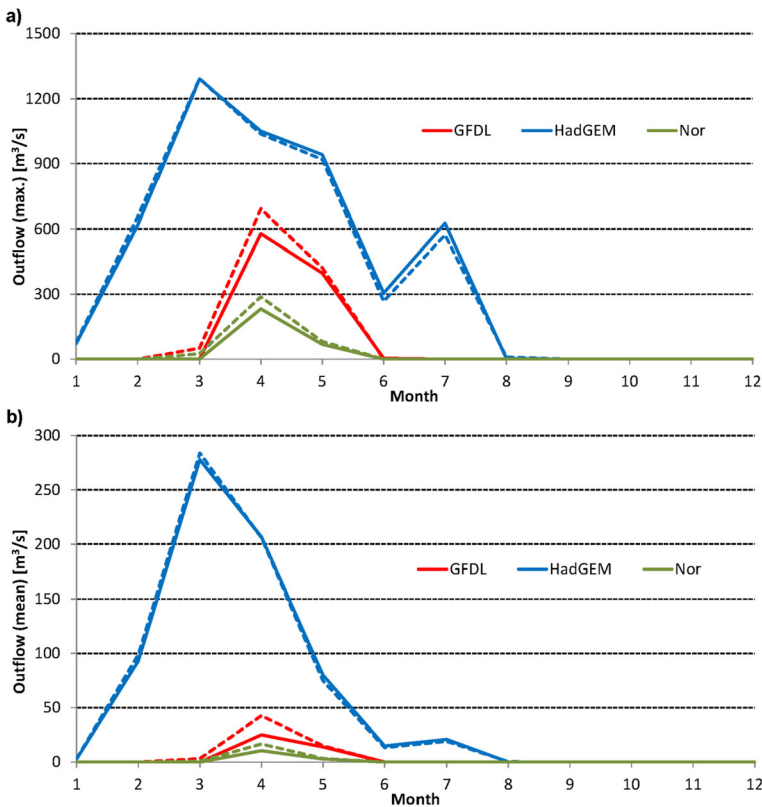 a)
1500
1200
900
600
300
0
Outflow (max.) [m³/s]
GFDL HadGEM Nor
1 2 3 4 5 6 7 8 9 10 11 12
Month
b)
300
250
200
150
100
50
0
Outflow (mean) [m³/s]
GFDL HadGEM Nor
1 2 3 4 5 6 7 8 9 10 11 12
Month